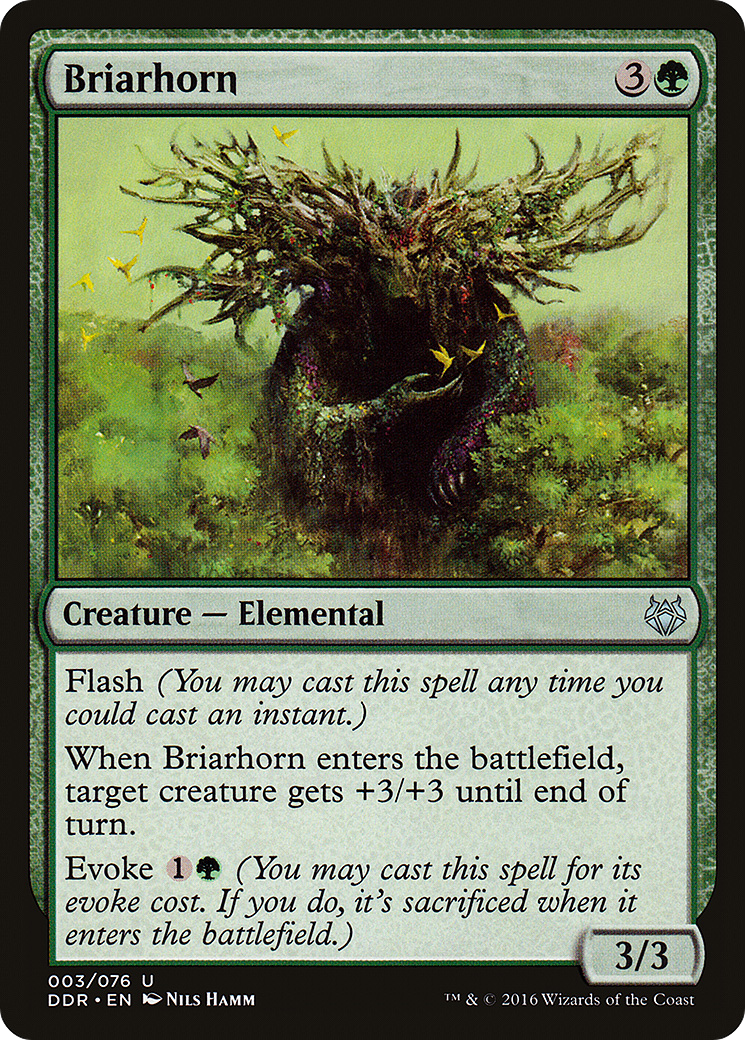 Briarhorn 3
Creature — Elemental
Flash (You may cast this spell any time you
could cast an instant.)
When Briarhorn enters the battlefield,
target creature gets +3/+3 until end of
turn.
Evoke 1 (You may cast this spell for its
evoke cost. If you do, it's sacrificed when it
enters the battlefield.)
3/3
003/076 U
DDR • EN Nils Hamm ™ & © 2016 Wizards of the Coast